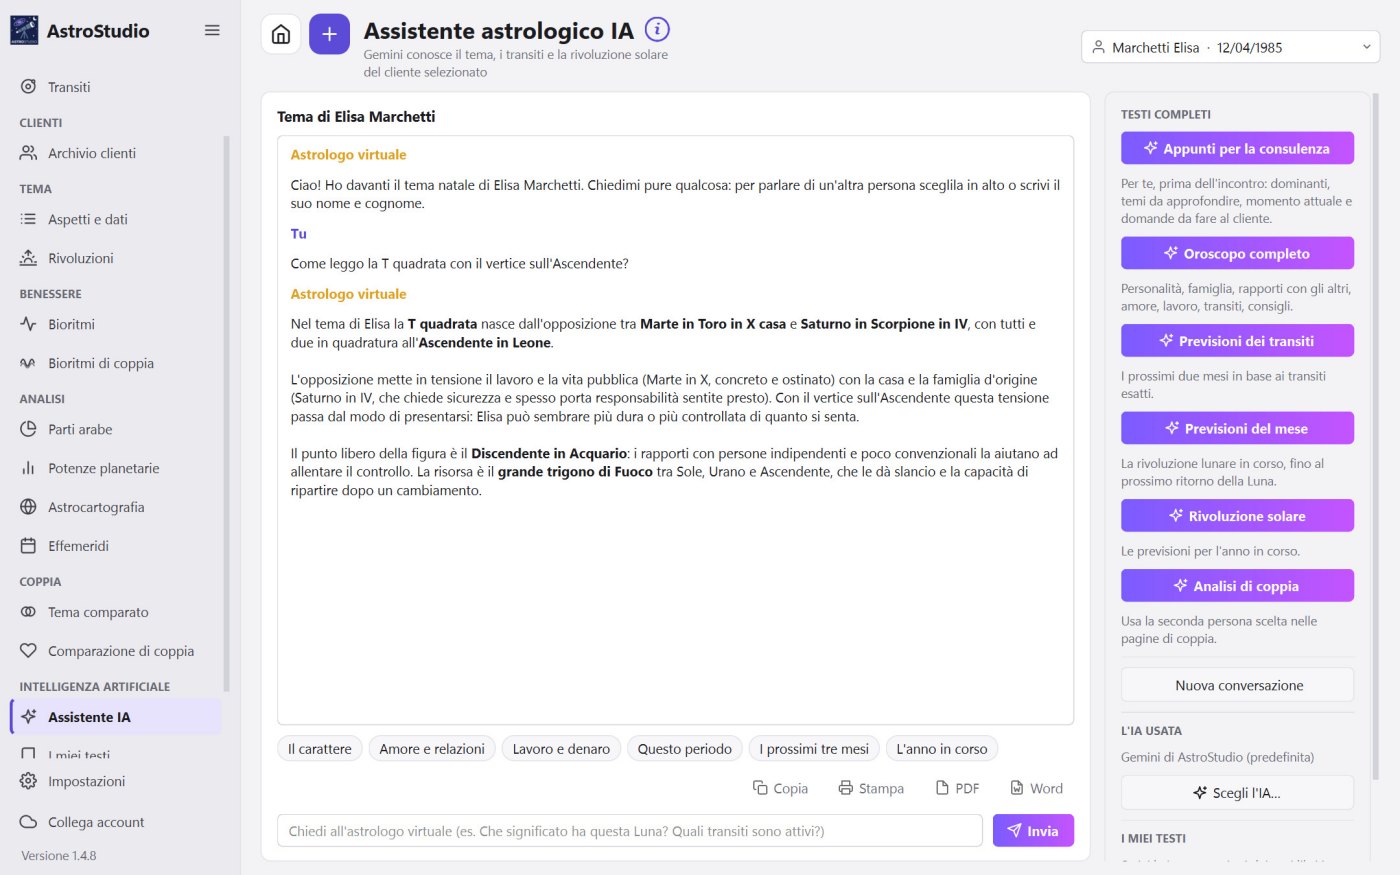 AstroStudio
Transiti
CLIENTI
Archivio clienti
TEMA
Aspetti e dati
Rivoluzioni
BENESSERE
Bioritmi
Bioritmi di coppia
ANALISI
Parti arabe
Potenze planetarie
Astrocartografia
Effemeridi
COPPIA
Tema comparato
Comparazione di coppia
INTELLIGENZA ARTIFICIALE
Assistente IA
I miei testi
Impostazioni
Collega account
Versione 1.4.8
Assistente astrologico IA
Gemini conosce il tema, i transiti e la rivoluzione solare
del cliente selezionato
Marchetti Elisa · 12/04/1985
Tema di Elisa Marchetti
Astrologo virtuale
Ciao! Ho davanti il tema natale di Elisa Marchetti. Chiedimi pure qualcosa: per parlare di un'altra persona sceglila in alto o scrivi il
suo nome e cognome.
Tu
Come leggo la T quadrata con il vertice sull'Ascendente?
Astrologo virtuale
Nel tema di Elisa la T quadrata nasce dall'opposizione tra Marte in Toro in X casa e Saturno in Scorpione in IV, con tutti e
due in quadratura all'Ascendente in Leone.
L'opposizione mette in tensione il lavoro e la vita pubblica (Marte in X, concreto e ostinato) con la casa e la famiglia d'origine
(Saturno in IV, che chiede sicurezza e spesso porta responsabilità sentite presto). Con il vertice sull'Ascendente questa tensione
passa dal modo di presentarsi: Elisa può sembrare più dura o più controllata di quanto si senta.
Il punto libero della figura è il Discendente in Acquario: i rapporti con persone indipendenti e poco convenzionali la aiutano ad
allentare il controllo. La risorsa è il grande trigono di Fuoco tra Sole, Urano e Ascendente, che le dà slancio e la capacità di
ripartire dopo un cambiamento.
Il carattere
Amore e relazioni
Lavoro e denaro
Questo periodo
I prossimi tre mesi
L'anno in corso
Copia
Stampa
PDF
Word
Chiedi all'astrologo virtuale (es. Che significato ha questa Luna? Quali transiti sono attivi?)
Invia
TESTI COMPLETI
Appunti per la consulenza
Per te, prima dell'incontro: dominanti,
temi da approfondire, momento attuale e
domande da fare al cliente.
Oroscopo completo
Personalità, famiglia, rapporti con gli altri,
amore, lavoro, transiti, consigli.
Previsioni dei transiti
I prossimi due mesi in base ai transiti
esatti.
Previsioni del mese
La rivoluzione lunare in corso, fino al
prossimo ritorno della Luna.
Rivoluzione solare
Le previsioni per l'anno in corso.
Analisi di coppia
Usa la seconda persona scelta nelle
pagine di coppia.
Nuova conversazione
L'IA USATA
Gemini di AstroStudio (predefinita)
Scegli l'IA...
I MIEI TESTI